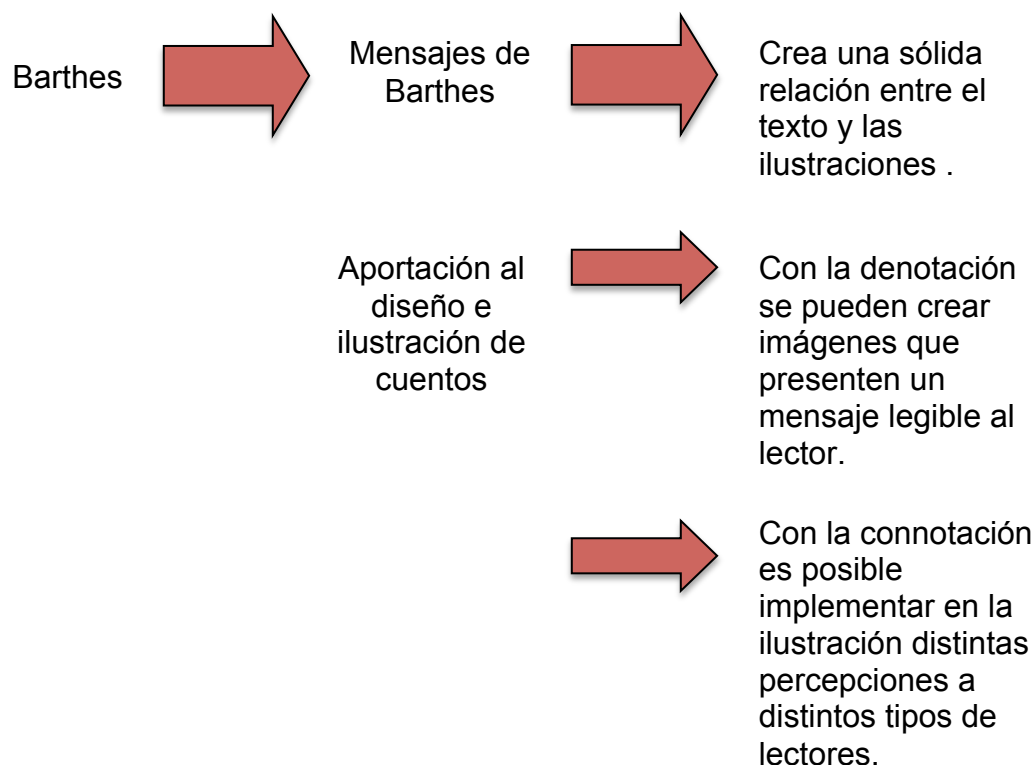 Barthes
Mensajes de
Barthes
Crea una sólida
relación entre el
texto y las
ilustraciones .
Aportación al
diseño e
ilustración de
cuentos
Con la denotación
se pueden crear
imágenes que
presenten un
mensaje legible al
lector.
Con la connotación
es posible
implementar en la
ilustración distintas
percepciones a
distintos tipos de
lectores.